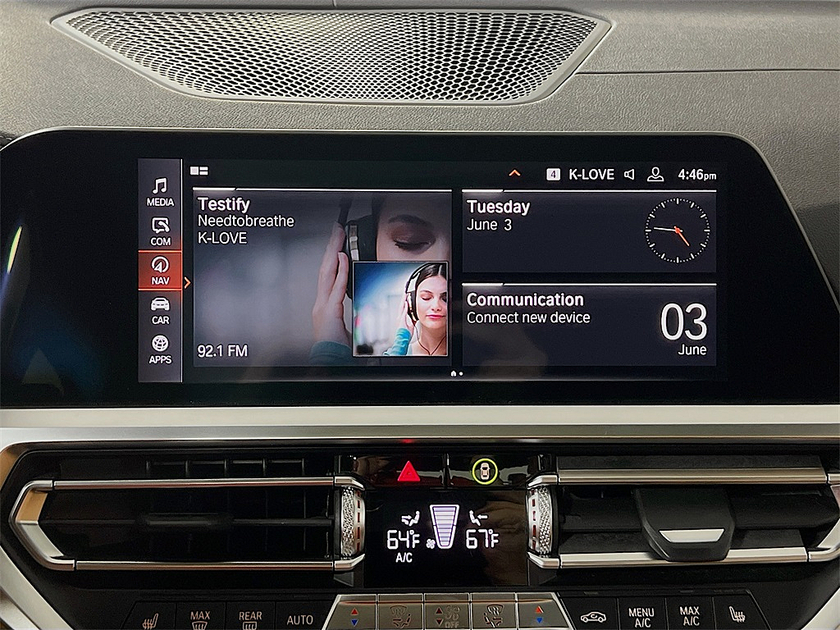 4 K-LOVE 4:46pm
MEDIA
COM
NAV
CAR
APPS
Testify
Needtobreathe
K-LOVE
92.1 FM
Tuesday
June 3
Communication
Connect new device
03
June
64°F
A/C
67°F
MAX
REAR
AUTO
OFF
MENU
A/C
MAX
A/C